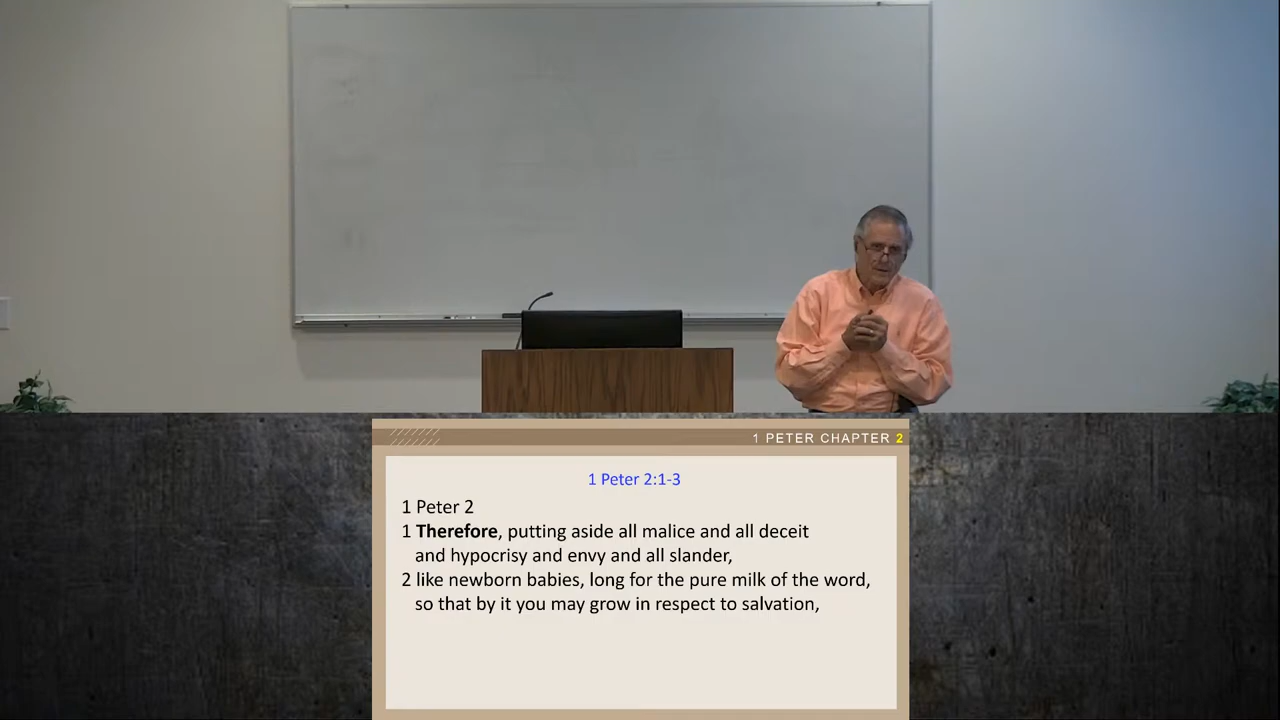 1 PETER CHAPTER 2
1 Peter 2:1-3
1 Peter 2
1 Therefore, putting aside all malice and all deceit
and hypocrisy and envy and all slander,
2 like newborn babies, long for the pure milk of the word,
so that by it you may grow in respect to salvation,